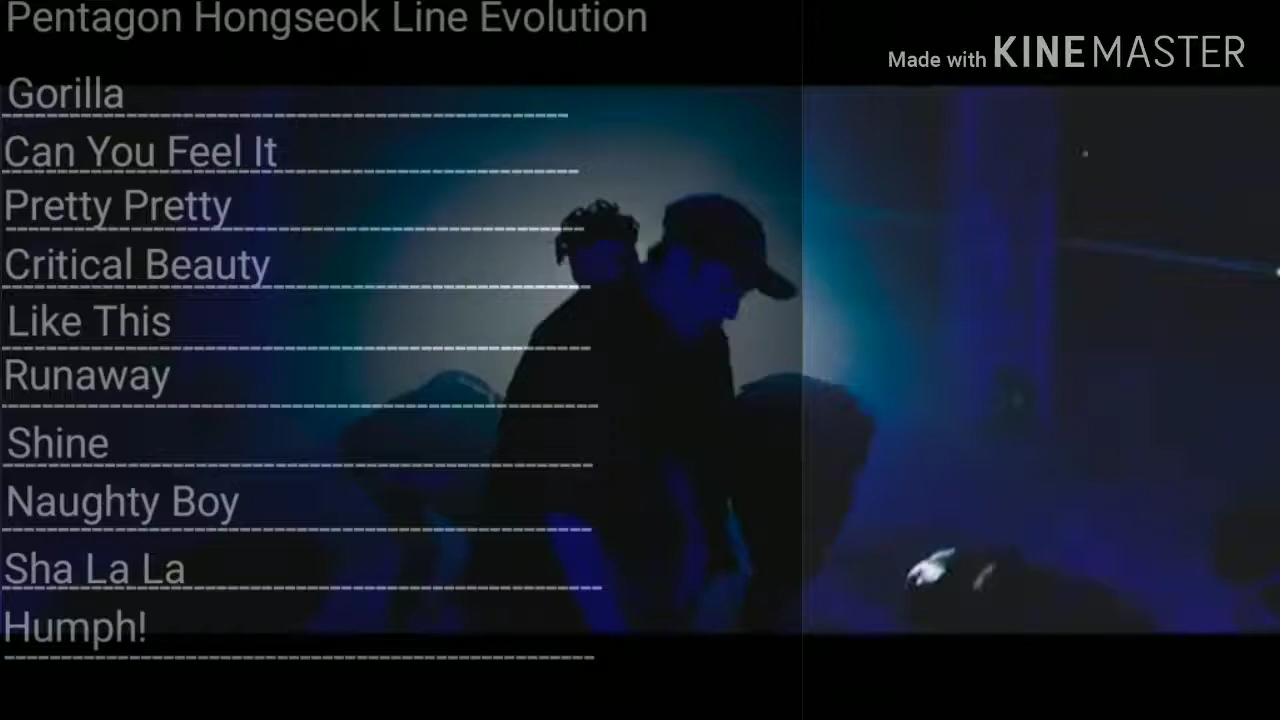 Pentagon Hongseok Line Evolution
Made with KINEMASTER
Gorilla
Can You Feel It
Pretty Pretty
Critical Beauty
Like This
Runaway
Shine
Naughty Boy
Sha La La
Humph!